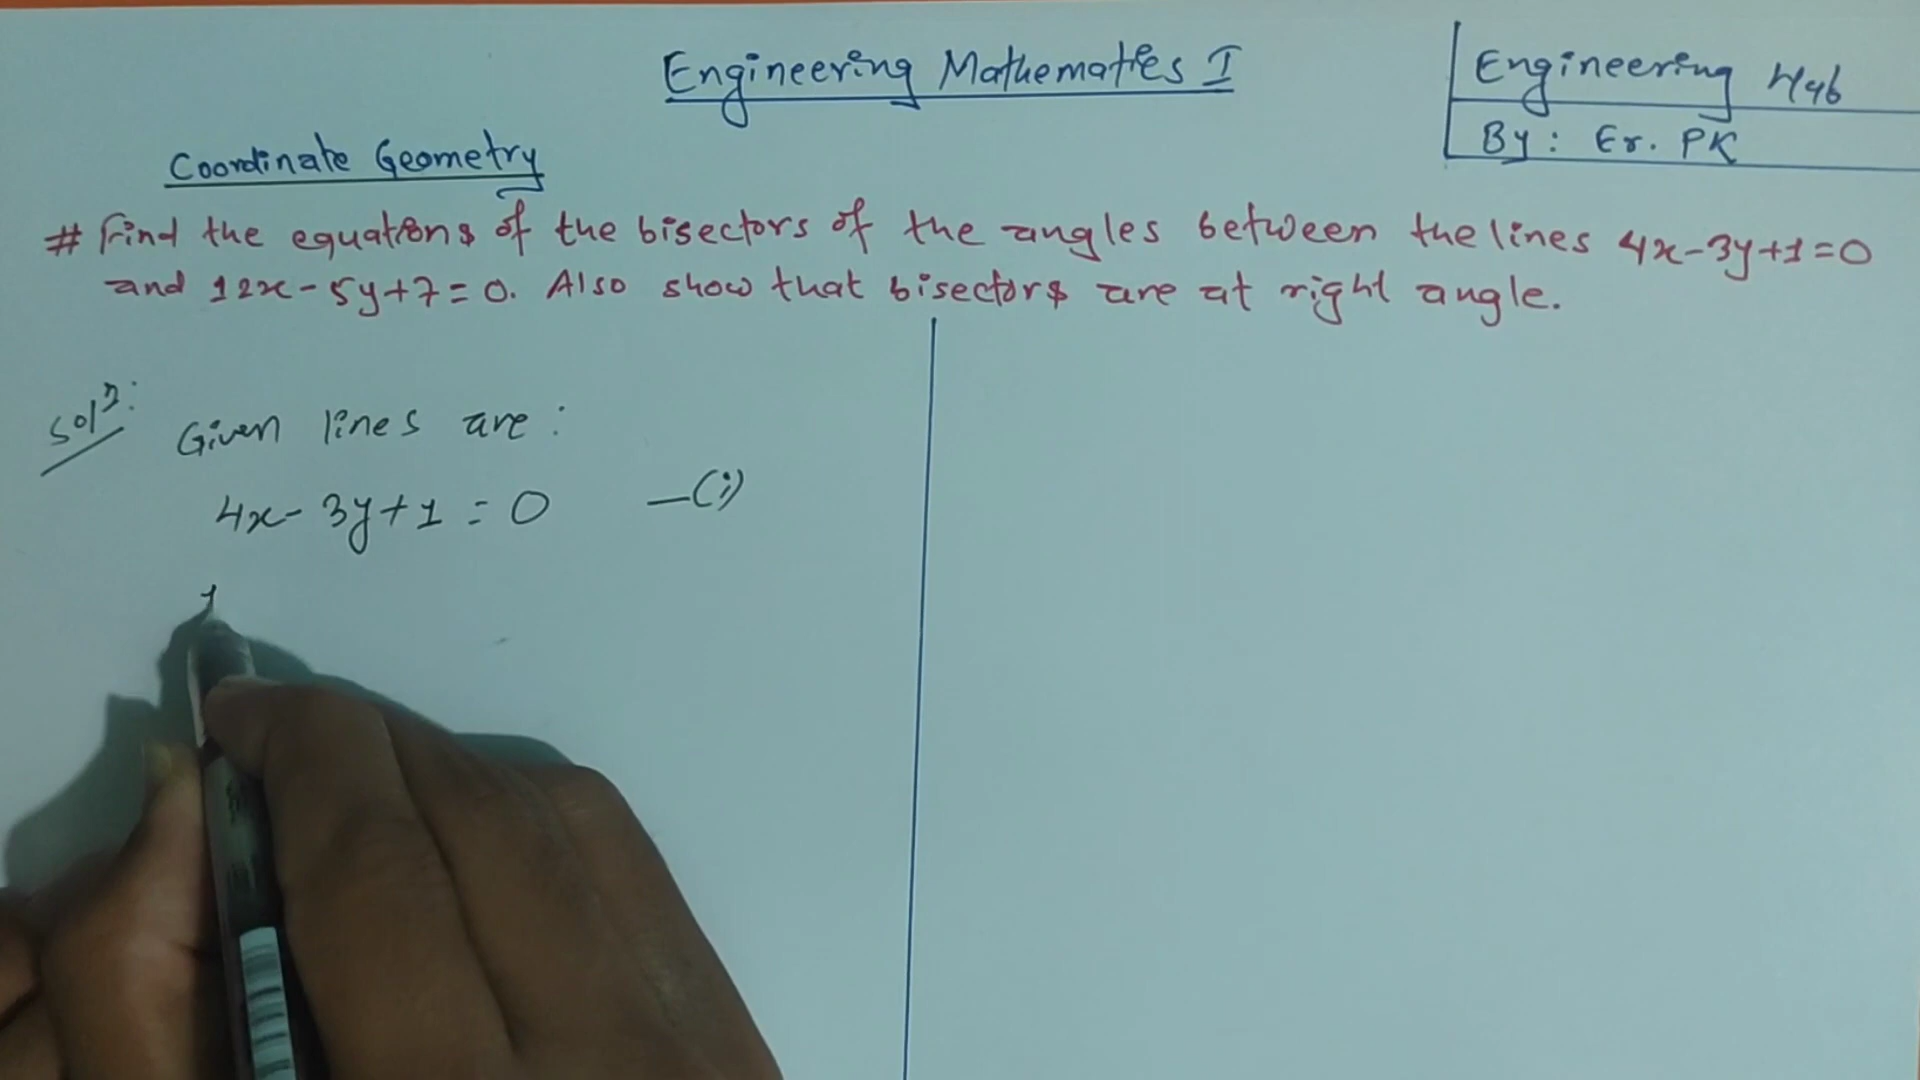 Engineering Mathematics I
Engineering Hub
By: Er. PK
Coordinate Geometry
# Find the equations of the bisectors of the angles between the lines 4x-3y+1=0
and 12x-5y+7=0. Also show that bisectors are at right angle.
Solⁿ:
Given lines are:
4x-3y+1=0 —(i)
1